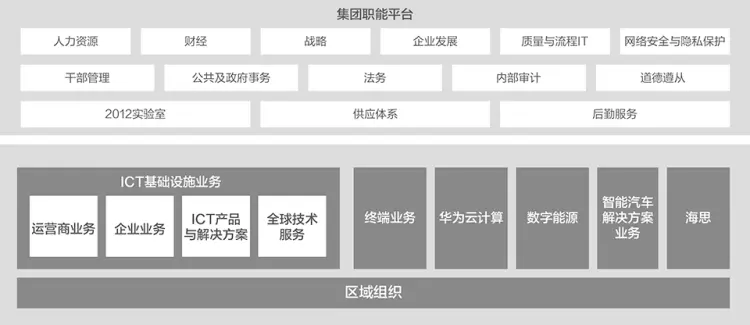 集团职能平台
人力资源
财经
战略
企业发展
质量与流程IT
网络安全与隐私保护
干部管理
公共及政府事务
法务
内部审计
道德遵从
2012实验室
供应体系
后勤服务
ICT基础设施业务
运营商业务
企业业务
ICT产品
与解决方案
全球技术
服务
终端业务
华为云计算
数字能源
智能汽车
解决方案
业务
海思
区域组织